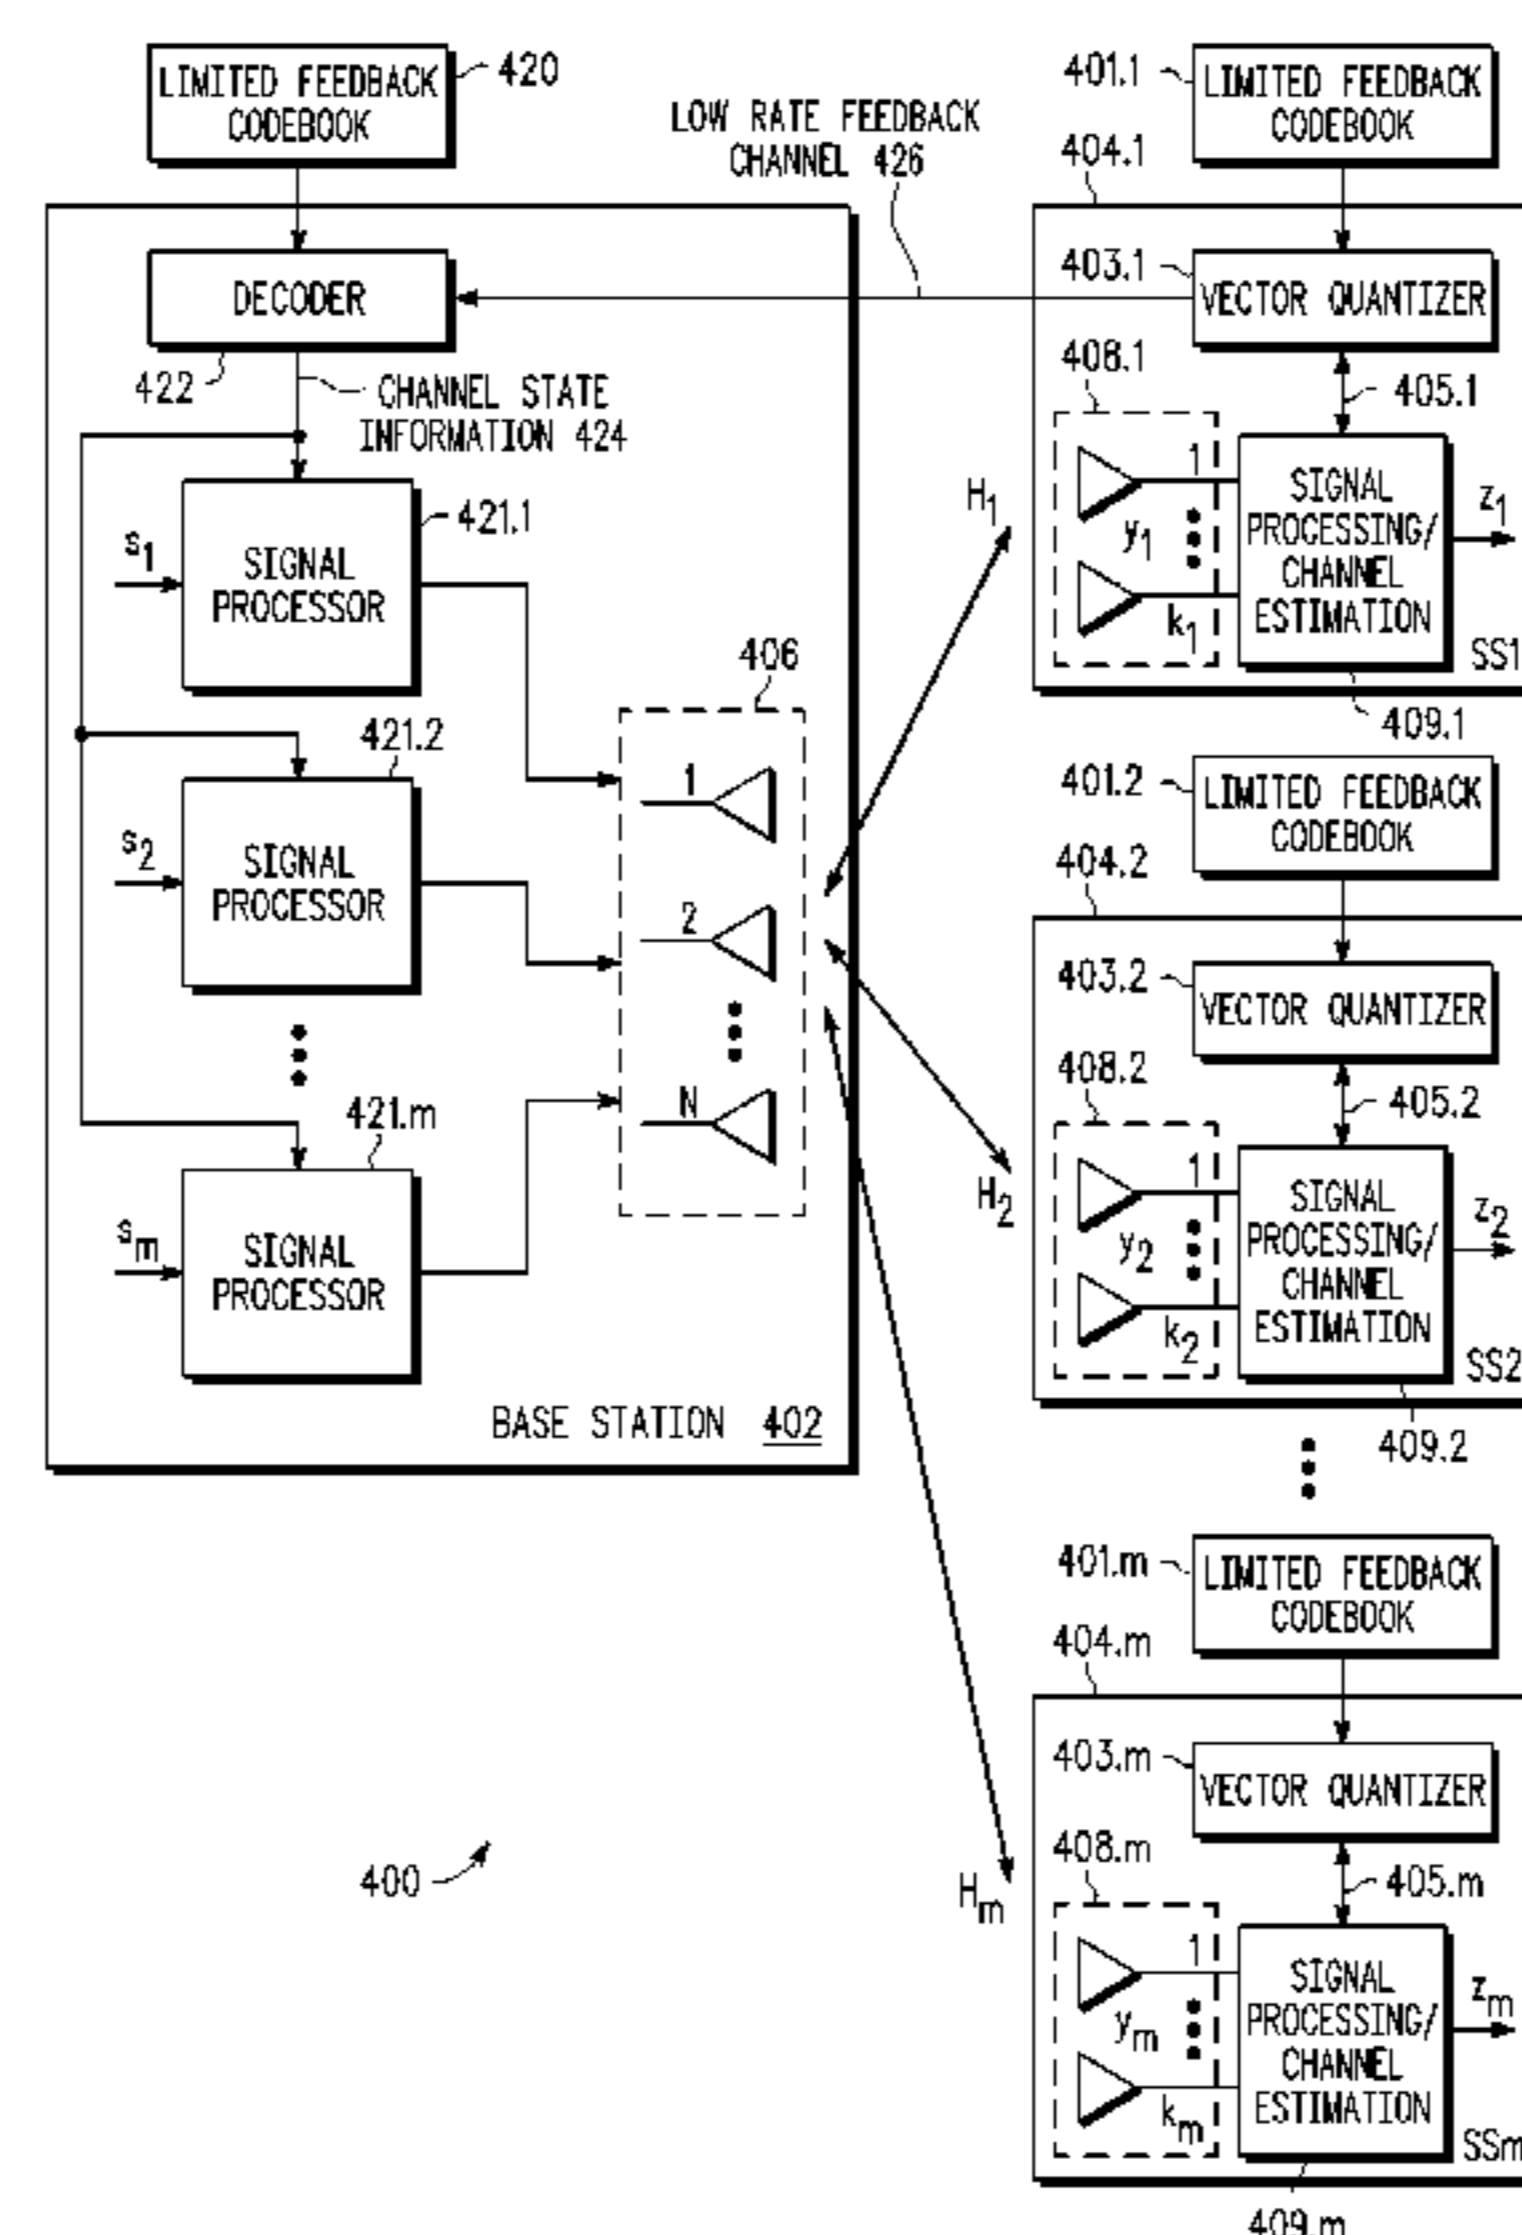 LIMITED FEEDBACK
CODEBOOK
420
LOW RATE FEEDBACK
CHANNEL 426
DECODER
422
CHANNEL STATE
INFORMATION 424
s1
SIGNAL
PROCESSOR
421.1
s2
SIGNAL
PROCESSOR
421.2
sm
SIGNAL
PROCESSOR
421.m
406
1
2
N
BASE STATION 402
H1
H2
Hm
400
401.1
LIMITED FEEDBACK
CODEBOOK
404.1
403.1
VECTOR QUANTIZER
408.1
405.1
1
y1
k1
SIGNAL
PROCESSING/
CHANNEL
ESTIMATION
z1
SS1
409.1
401.2
LIMITED FEEDBACK
CODEBOOK
404.2
403.2
VECTOR QUANTIZER
408.2
405.2
1
y2
k2
SIGNAL
PROCESSING/
CHANNEL
ESTIMATION
z2
SS2
409.2
401.m
LIMITED FEEDBACK
CODEBOOK
404.m
403.m
VECTOR QUANTIZER
408.m
405.m
1
ym
km
SIGNAL
PROCESSING/
CHANNEL
ESTIMATION
zm
SSm
409.m